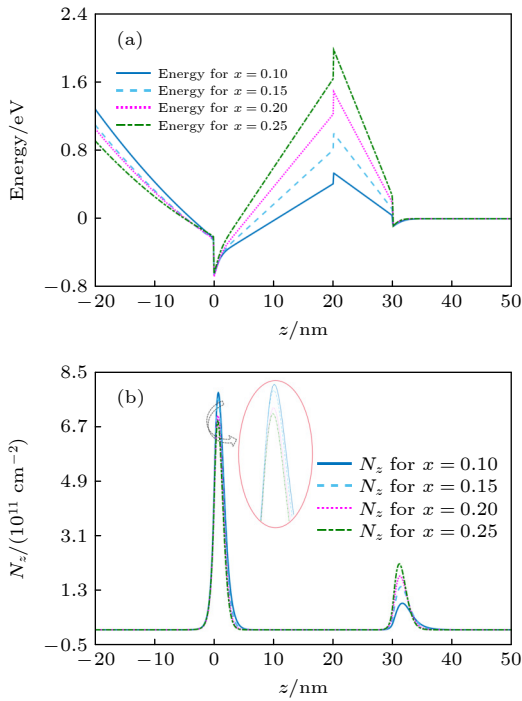 2.4
(a)
Energy for x = 0.10
Energy for x = 0.15
Energy for x = 0.20
Energy for x = 0.25
1.6
0.8
0
−0.8
Energy/eV
−20 −10 0 10 20 30 40 50
z/nm
8.5
(b)
6.7
4.9
3.1
1.3
−0.5
N_z/(10^11 cm^−2)
N_z for x = 0.10
N_z for x = 0.15
N_z for x = 0.20
N_z for x = 0.25
−20 −10 0 10 20 30 40 50
z/nm